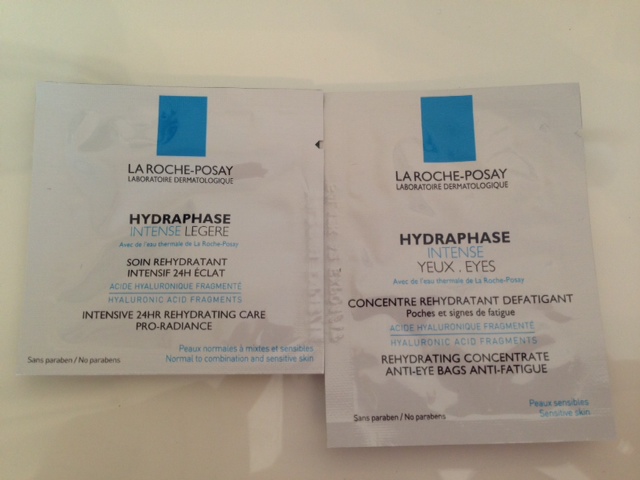 LA ROCHE-POSAY
LABORATOIRE DERMATOLOGIQUE
HYDRAPHASE
INTENSE LEGERE
Avec de l'eau thermale de La Roche-Posay
SOIN REHYDRATANT
INTENSIF 24H ÉCLAT
ACIDE HYALURONIQUE FRAGMENTÉ
HYALURONIC ACID FRAGMENTS
INTENSIVE 24HR REHYDRATING CARE
PRO-RADIANCE
Peaux normales à mixtes et sensibles
Sans paraben / No parabens
Normal to combination and sensitive skin
LA ROCHE-POSAY
LABORATOIRE DERMATOLOGIQUE
HYDRAPHASE
INTENSE
YEUX . EYES
Avec de l'eau thermale de La Roche-Posay
CONCENTRE REHYDRATANT DEFATIGANT
Poches et signes de fatigue
ACIDE HYALURONIQUE FRAGMENTÉ
HYALURONIC ACID FRAGMENTS
REHYDRATING CONCENTRATE
ANTI-EYE BAGS ANTI-FATIGUE
Peaux sensibles
Sensitive skin
Sans paraben / No parabens